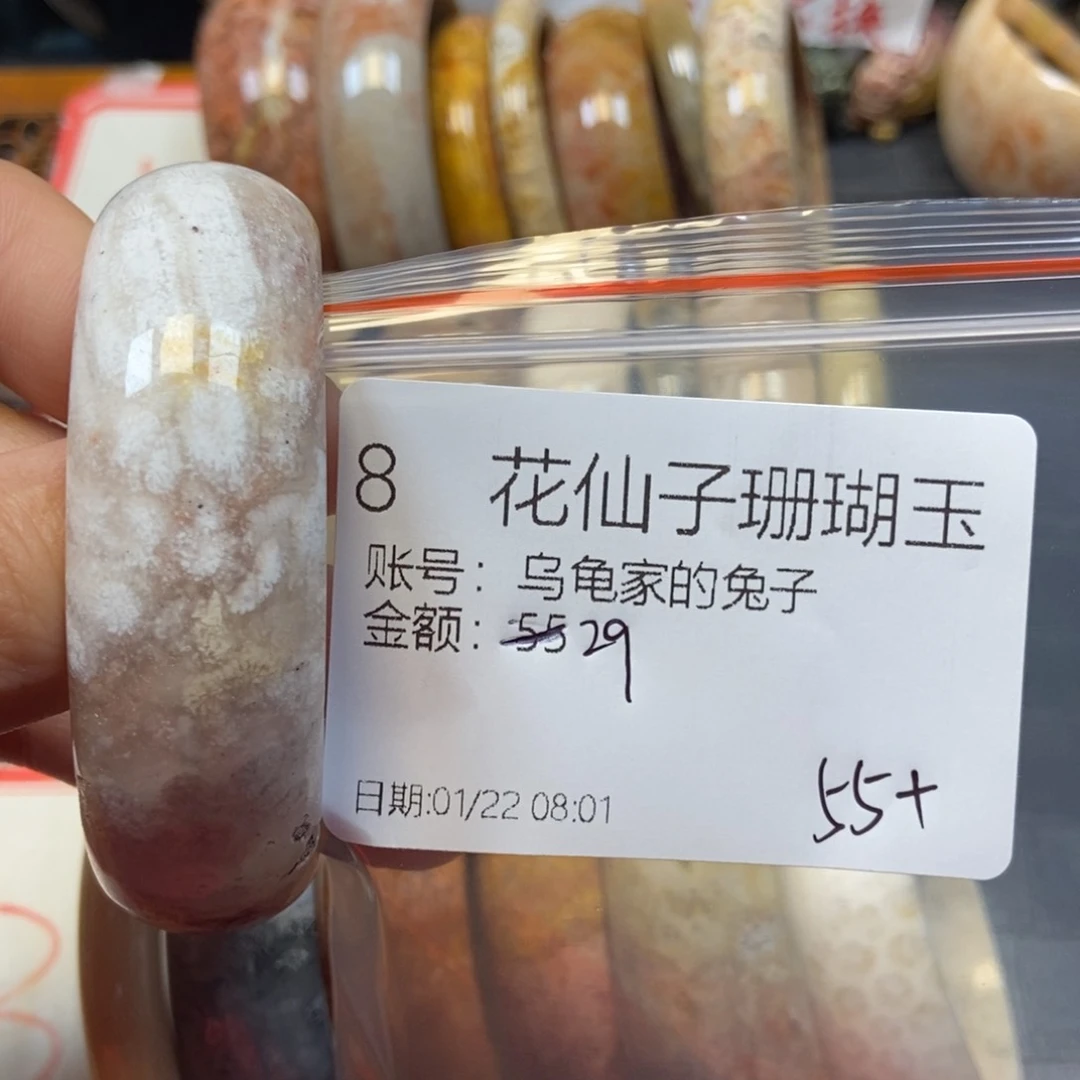 8 花仙子珊瑚玉
账号：乌龟家的兔子
金额：55 29
55+
日期:01/22 08:01